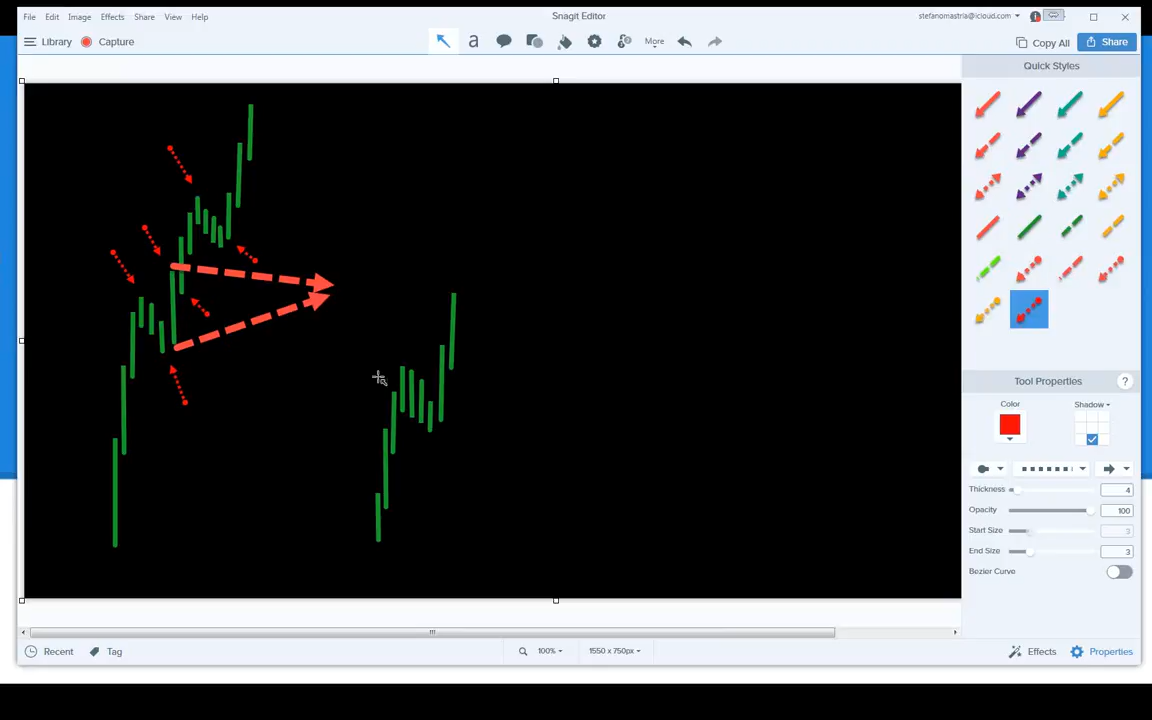 File Edit Image Effects Share View Help
Snagit Editor
stefanomastria@icloud.com
Library Capture
a
More
Copy All
Share
Quick Styles
Tool Properties
?
Color
Shadow
Thickness
4
Opacity
100
Start Size
3
End Size
3
Bezier Curve
Recent
Tag
100%
1550 x 750px
Effects
Properties